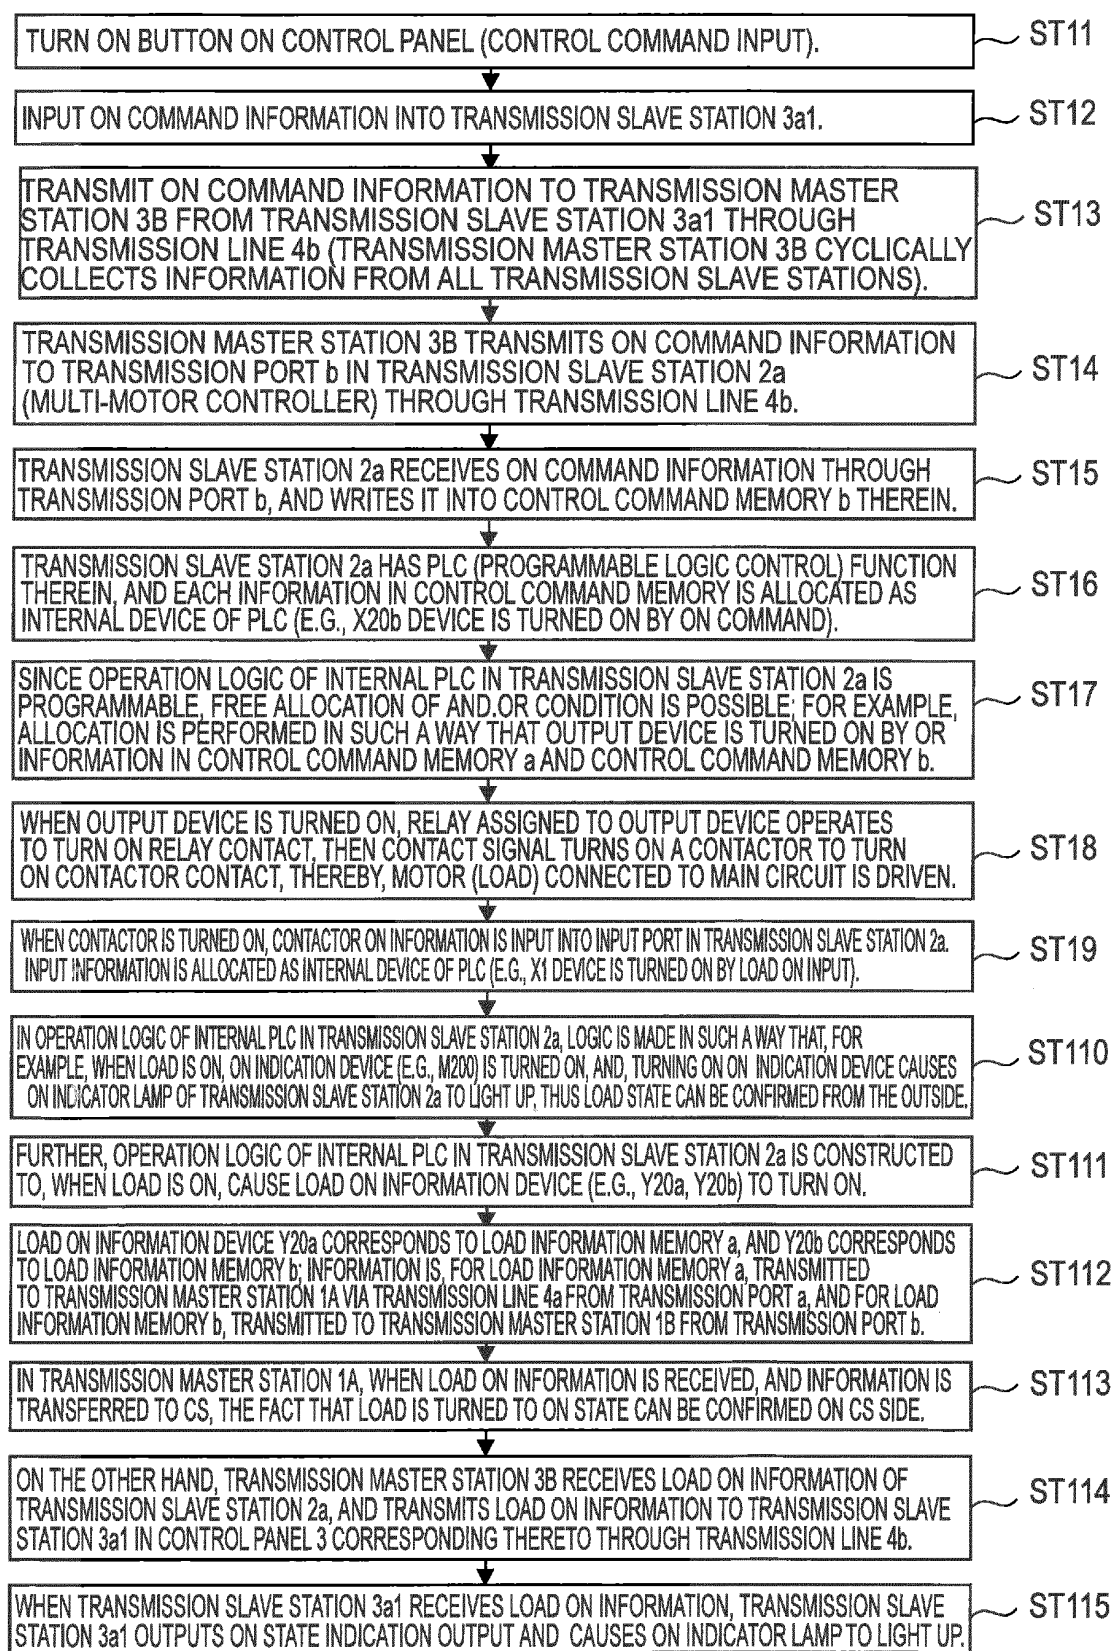 TURN ON BUTTON ON CONTROL PANEL (CONTROL COMMAND INPUT).
ST11
INPUT ON COMMAND INFORMATION INTO TRANSMISSION SLAVE STATION 3a1.
ST12
TRANSMIT ON COMMAND INFORMATION TO TRANSMISSION MASTER
STATION 3B FROM TRANSMISSION SLAVE STATION 3a1 THROUGH
TRANSMISSION LINE 4b (TRANSMISSION MASTER STATION 3B CYCLICALLY
COLLECTS INFORMATION FROM ALL TRANSMISSION SLAVE STATIONS).
ST13
TRANSMISSION MASTER STATION 3B TRANSMITS ON COMMAND INFORMATION
TO TRANSMISSION PORT b IN TRANSMISSION SLAVE STATION 2a
(MULTI-MOTOR CONTROLLER) THROUGH TRANSMISSION LINE 4b.
ST14
TRANSMISSION SLAVE STATION 2a RECEIVES ON COMMAND INFORMATION THROUGH
TRANSMISSION PORT b, AND WRITES IT INTO CONTROL COMMAND MEMORY b THEREIN.
ST15
TRANSMISSION SLAVE STATION 2a HAS PLC (PROGRAMMABLE LOGIC CONTROL) FUNCTION
THEREIN, AND EACH INFORMATION IN CONTROL COMMAND MEMORY IS ALLOCATED AS
INTERNAL DEVICE OF PLC (E.G., X20b DEVICE IS TURNED ON BY ON COMMAND).
ST16
SINCE OPERATION LOGIC OF INTERNAL PLC IN TRANSMISSION SLAVE STATION 2a IS
PROGRAMMABLE, FREE ALLOCATION OF AND.OR CONDITION IS POSSIBLE; FOR EXAMPLE,
ALLOCATION IS PERFORMED IN SUCH A WAY THAT OUTPUT DEVICE IS TURNED ON BY OR
INFORMATION IN CONTROL COMMAND MEMORY a AND CONTROL COMMAND MEMORY b.
ST17
WHEN OUTPUT DEVICE IS TURNED ON, RELAY ASSIGNED TO OUTPUT DEVICE OPERATES
TO TURN ON RELAY CONTACT, THEN CONTACT SIGNAL TURNS ON A CONTACTOR TO TURN
ON CONTACTOR CONTACT, THEREBY, MOTOR (LOAD) CONNECTED TO MAIN CIRCUIT IS DRIVEN.
ST18
WHEN CONTACTOR IS TURNED ON, CONTACTOR ON INFORMATION IS INPUT INTO INPUT PORT IN TRANSMISSION SLAVE STATION 2a.
INPUT INFORMATION IS ALLOCATED AS INTERNAL DEVICE OF PLC (E.G., X1 DEVICE IS TURNED ON BY LOAD ON INPUT).
ST19
IN OPERATION LOGIC OF INTERNAL PLC IN TRANSMISSION SLAVE STATION 2a, LOGIC IS MADE IN SUCH A WAY THAT, FOR
EXAMPLE, WHEN LOAD IS ON, ON INDICATION DEVICE (E.G., M200) IS TURNED ON, AND, TURNING ON ON INDICATION DEVICE CAUSES
ON INDICATOR LAMP OF TRANSMISSION SLAVE STATION 2a TO LIGHT UP, THUS LOAD STATE CAN BE CONFIRMED FROM THE OUTSIDE.
ST110
FURTHER, OPERATION LOGIC OF INTERNAL PLC IN TRANSMISSION SLAVE STATION 2a IS CONSTRUCTED
TO, WHEN LOAD IS ON, CAUSE LOAD ON INFORMATION DEVICE (E.G., Y20a, Y20b) TO TURN ON.
ST111
LOAD ON INFORMATION DEVICE Y20a CORRESPONDS TO LOAD INFORMATION MEMORY a, AND Y20b CORRESPONDS
TO LOAD INFORMATION MEMORY b; INFORMATION IS, FOR LOAD INFORMATION MEMORY a, TRANSMITTED
TO TRANSMISSION MASTER STATION 1A VIA TRANSMISSION LINE 4a FROM TRANSMISSION PORT a, AND FOR LOAD
INFORMATION MEMORY b, TRANSMITTED TO TRANSMISSION MASTER STATION 1B FROM TRANSMISSION PORT b.
ST112
IN TRANSMISSION MASTER STATION 1A, WHEN LOAD ON INFORMATION IS RECEIVED, AND INFORMATION IS
TRANSFERRED TO CS, THE FACT THAT LOAD IS TURNED TO ON STATE CAN BE CONFIRMED ON CS SIDE.
ST113
ON THE OTHER HAND, TRANSMISSION MASTER STATION 3B RECEIVES LOAD ON INFORMATION OF
TRANSMISSION SLAVE STATION 2a, AND TRANSMITS LOAD ON INFORMATION TO TRANSMISSION SLAVE
STATION 3a1 IN CONTROL PANEL 3 CORRESPONDING THERETO THROUGH TRANSMISSION LINE 4b.
ST114
WHEN TRANSMISSION SLAVE STATION 3a1 RECEIVES LOAD ON INFORMATION, TRANSMISSION SLAVE
STATION 3a1 OUTPUTS ON STATE INDICATION OUTPUT AND CAUSES ON INDICATOR LAMP TO LIGHT UP.
ST115